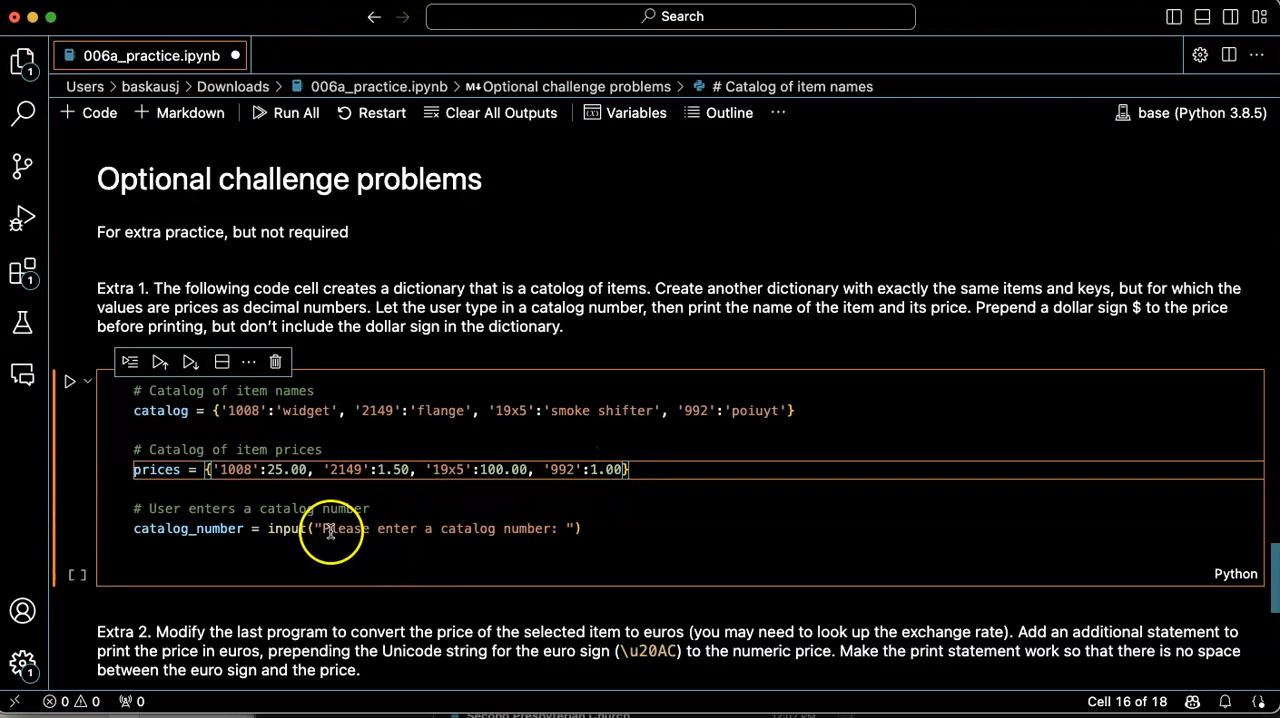 Search
006a_practice.ipynb
Users > baskausj > Downloads > 006a_practice.ipynb > M↓Optional challenge problems > # Catalog of item names
+ Code + Markdown Run All Restart Clear All Outputs Variables Outline ··· base (Python 3.8.5)
Optional challenge problems
For extra practice, but not required
Extra 1. The following code cell creates a dictionary that is a catolog of items. Create another dictionary with exactly the same items and keys, but for which the
values are prices as decimal numbers. Let the user type in a catalog number, then print the name of the item and its price. Prepend a dollar sign $ to the price
before printing, but don't include the dollar sign in the dictionary.
# Catalog of item names
catalog = {'1008':'widget', '2149':'flange', '19x5':'smoke shifter', '992':'poiuyt'}
# Catalog of item prices
prices = {'1008':25.00, '2149':1.50, '19x5':100.00, '992':1.00}
# User enters a catalog number
catalog_number = input("Please enter a catalog number: ")
[ ]
Python
Extra 2. Modify the last program to convert the price of the selected item to euros (you may need to look up the exchange rate). Add an additional statement to
print the price in euros, prepending the Unicode string for the euro sign (\u20AC) to the numeric price. Make the print statement work so that there is no space
between the euro sign and the price.
0 0 0 Cell 16 of 18
Second Presbyterian Church